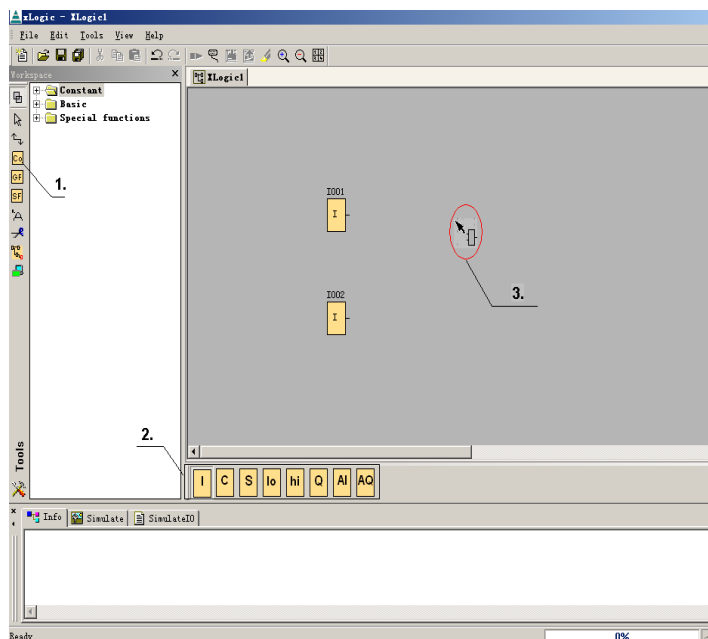 xLogic - XLogic1
File Edit Tools View Help
Workspace X
XLogic1
Constant
Basic
Special functions
Co
GF
SF
A
1.
I001
I
I002
I
3.
2.
Tools
I C S lo hi Q AI AQ
Info Simulate SimulateIO
Ready 0%